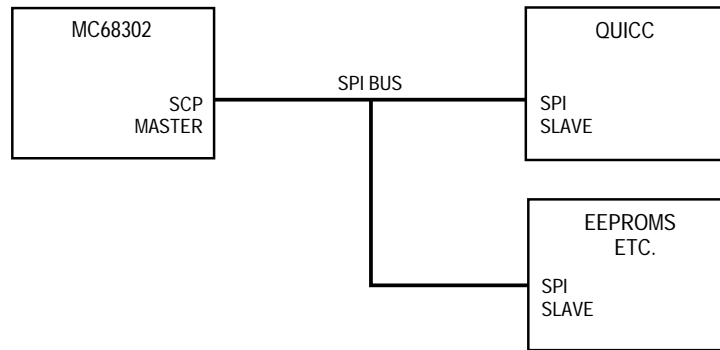 MC68302
SCP
MASTER
SPI BUS
QUICC
SPI
SLAVE
EEPROMS
ETC.
SPI
SLAVE